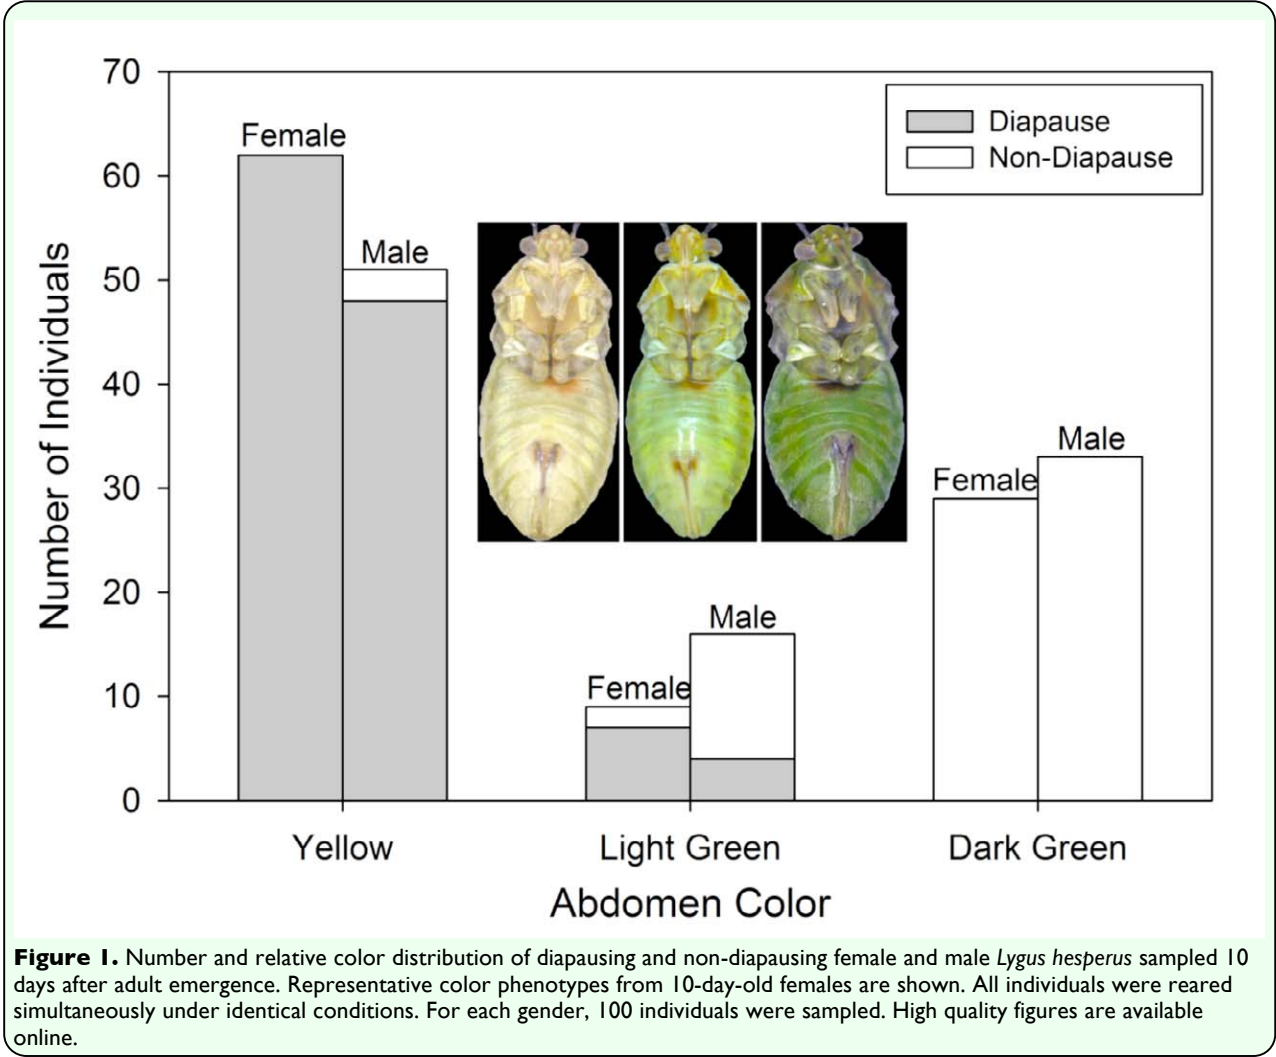 70
60
50
40
30
20
10
0
Number of Individuals
Female
Male
Diapause
Non-Diapause
Female
Male
Female
Male
Yellow
Light Green
Dark Green
Abdomen Color
Figure 1. Number and relative color distribution of diapausing and non-diapausing female and male Lygus hesperus sampled 10
days after adult emergence. Representative color phenotypes from 10-day-old females are shown. All individuals were reared
simultaneously under identical conditions. For each gender, 100 individuals were sampled. High quality figures are available
online.